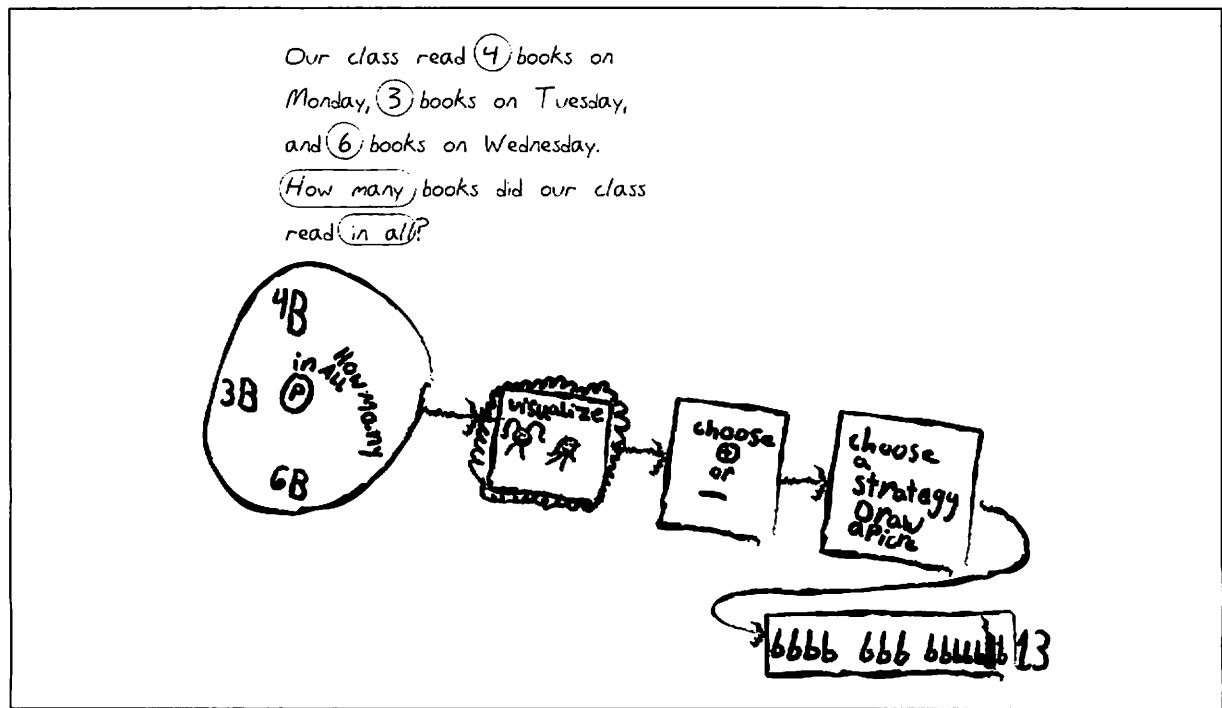 Our class read 4 books on
Monday, 3 books on Tuesday,
and 6 books on Wednesday.
How many books did our class
read in all?
4B
in ALL How Many
3B P
6B
visualize
choose
+
or
-
choose
a
strategy
Draw
a
bbbb bbb 13